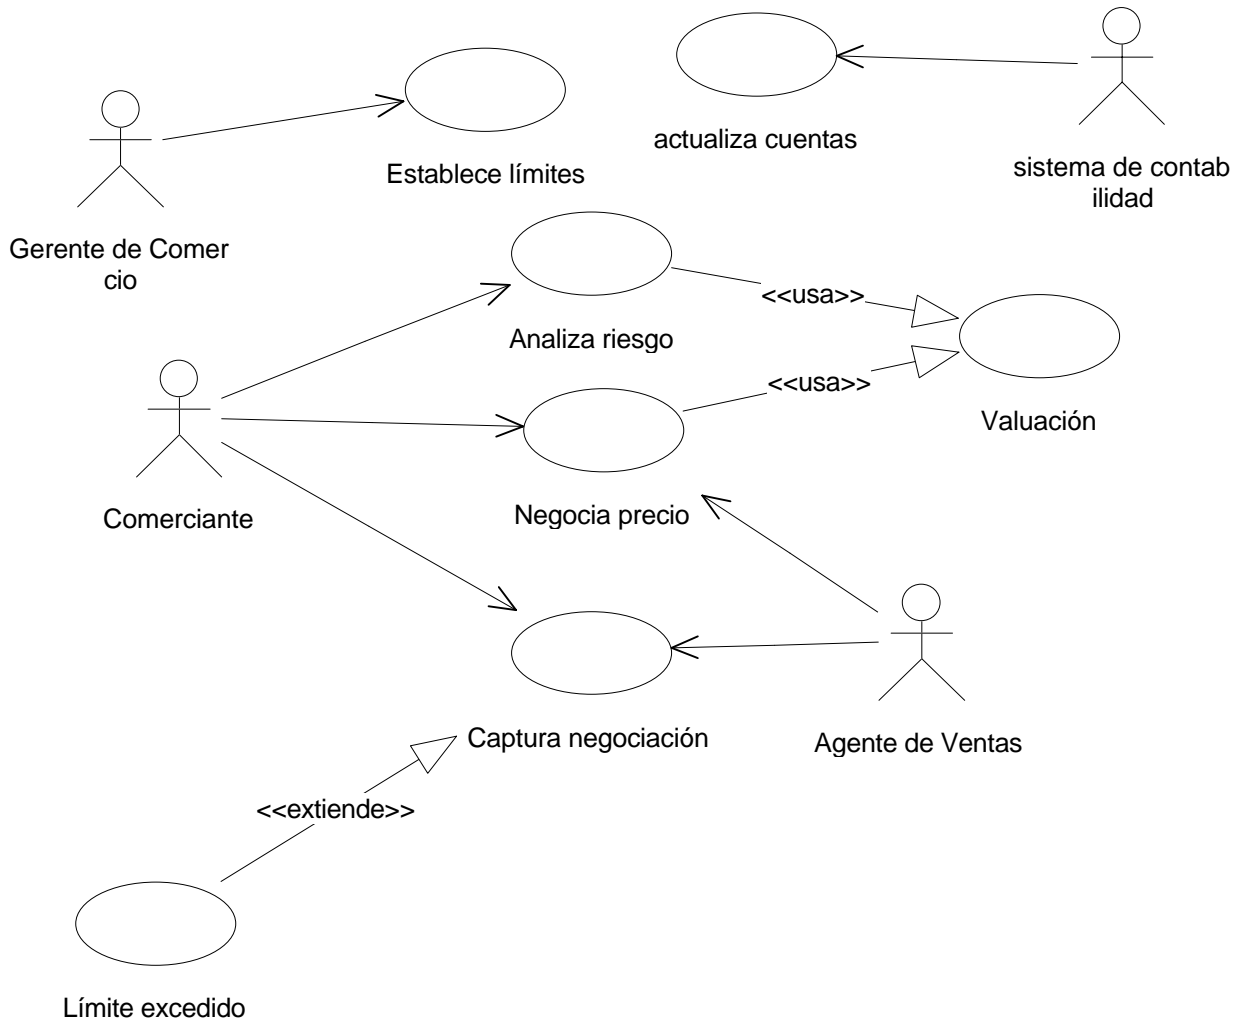 actualiza cuentas
Establece límites
sistema de contab
ilidad
Gerente de Comer
cio
<<usa>>
Analiza riesgo
<<usa>>
Valuación
Comerciante
Negocia precio
Captura negociación
Agente de Ventas
<<extiende>>
Límite excedido